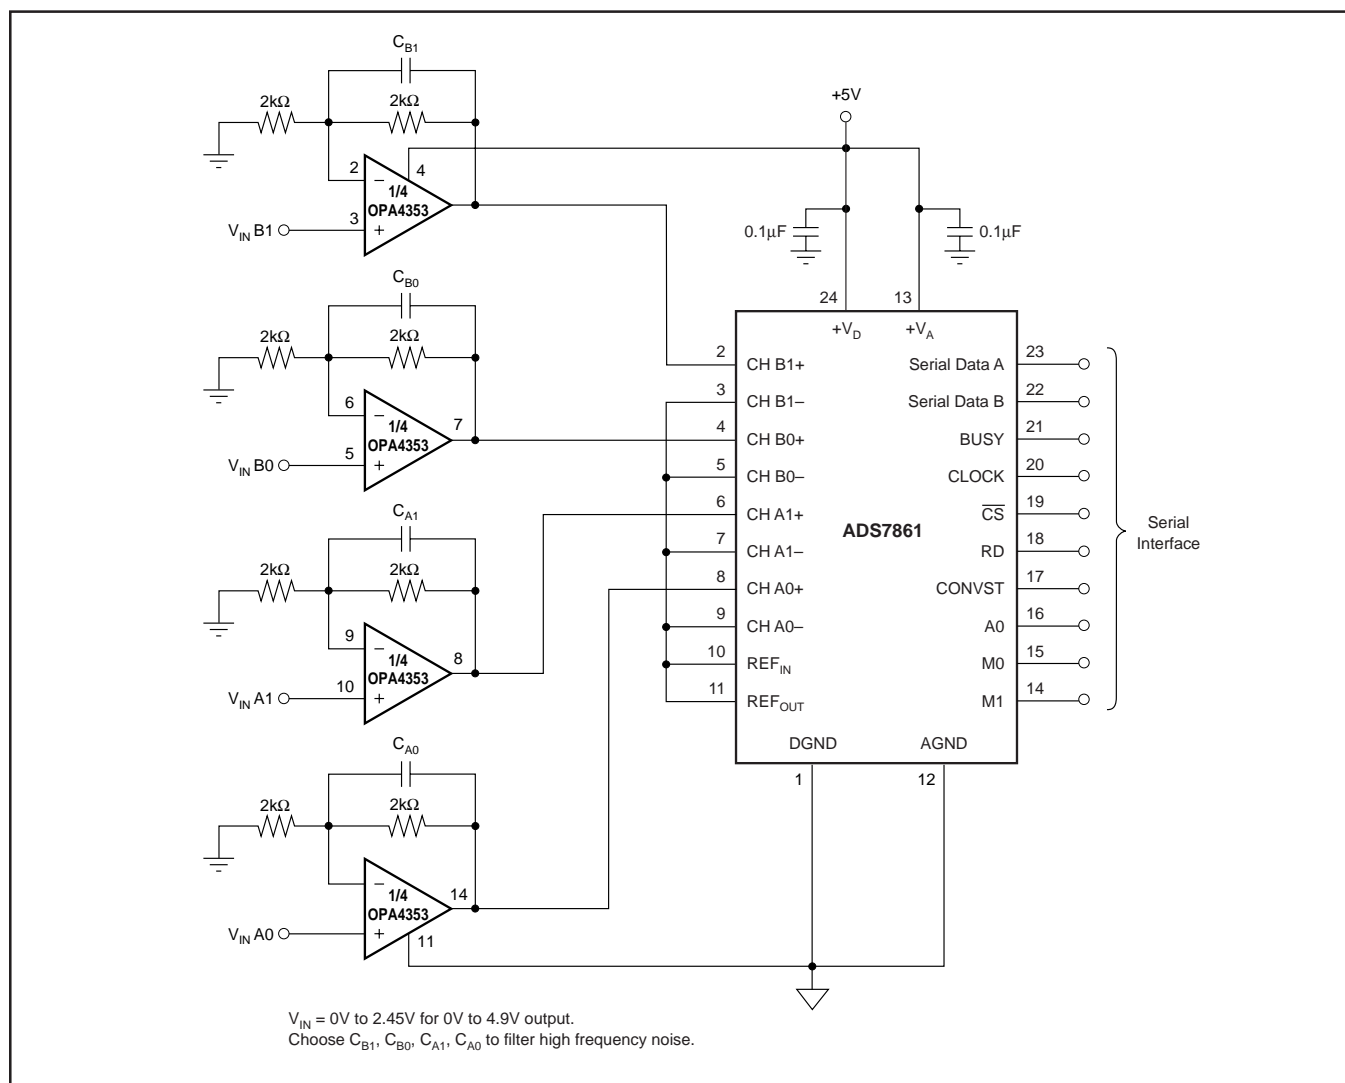 C_B1
2kΩ 2kΩ
+5V
2 – 4
1/4
OPA4353
V_IN B1 3 +
0.1µF 0.1µF
C_B0
2kΩ 2kΩ
6 – 7
1/4
OPA4353
V_IN B0 5 +
C_A1
2kΩ 2kΩ
9 – 8
1/4
OPA4353
V_IN A1 10 +
C_A0
2kΩ 2kΩ
– 14
1/4
OPA4353
V_IN A0 + 11
24 13
+V_D +V_A
2 CH B1+
3 CH B1–
4 CH B0+
5 CH B0–
6 CH A1+
7 CH A1–
8 CH A0+
9 CH A0–
10 REF_IN
11 REF_OUT
ADS7861
Serial Data A 23
Serial Data B 22
BUSY 21
CLOCK 20
C̅S̅ 19
RD 18
CONVST 17
A0 16
M0 15
M1 14
DGND AGND
1 12
Serial
Interface
V_IN = 0V to 2.45V for 0V to 4.9V output.
Choose C_B1, C_B0, C_A1, C_A0 to filter high frequency noise.